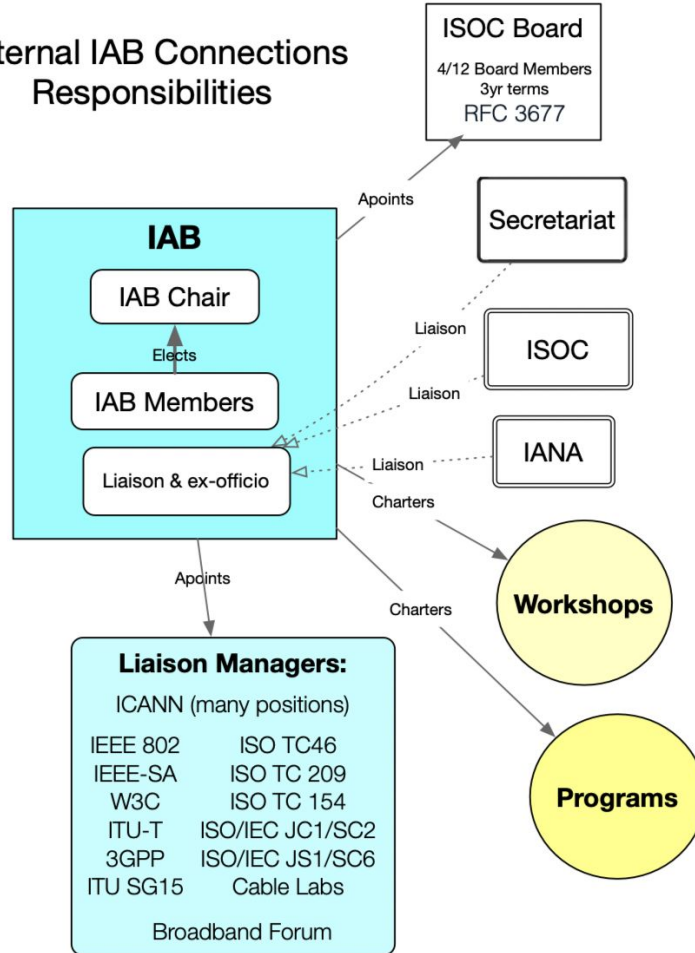 ternal IAB Connections
Responsibilities
ISOC Board
4/12 Board Members
3yr terms
RFC 3677
Apoints
Secretariat
IAB
IAB Chair
Liaison
ISOC
Elects
IAB Members
Liaison
IANA
Liaison & ex-officio
Liaison
Charters
Apoints
Workshops
Charters
Liaison Managers:
ICANN (many positions)
IEEE 802 ISO TC46
IEEE-SA ISO TC 209
W3C ISO TC 154
ITU-T ISO/IEC JC1/SC2
3GPP ISO/IEC JS1/SC6
ITU SG15 Cable Labs
Broadband Forum
Programs